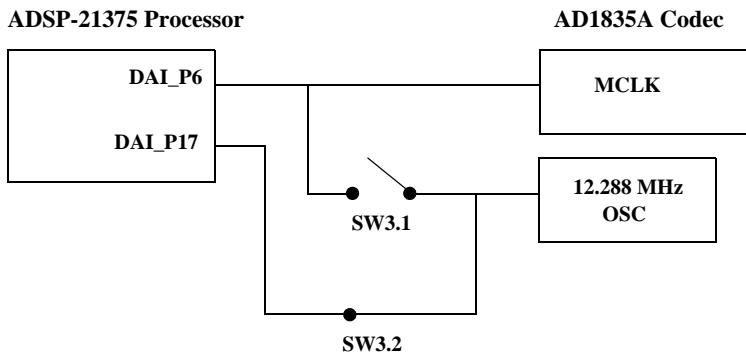 ADSP-21375 Processor
AD1835A Codec
DAI_P6
MCLK
DAI_P17
12.288 MHz
OSC
SW3.1
SW3.2